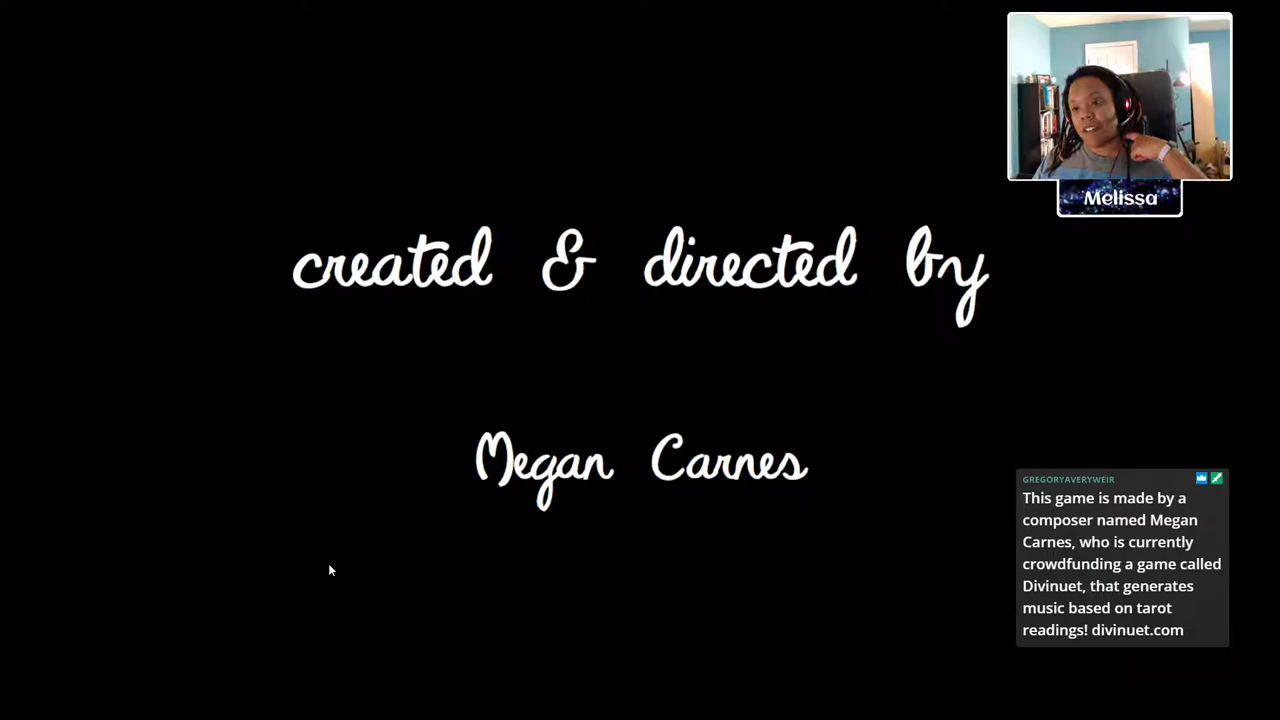 Melissa
created & directed by
Megan Carnes
GREGORYAVERYWEIR
This game is made by a
composer named Megan
Carnes, who is currently
crowdfunding a game called
Divinuet, that generates
music based on tarot
readings! divinuet.com